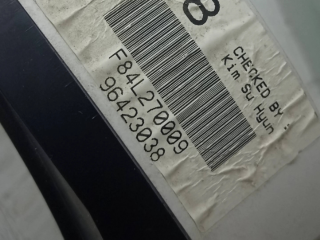 8
CHECKED BY:
Kim Su Hyun
F84L270009
96423038